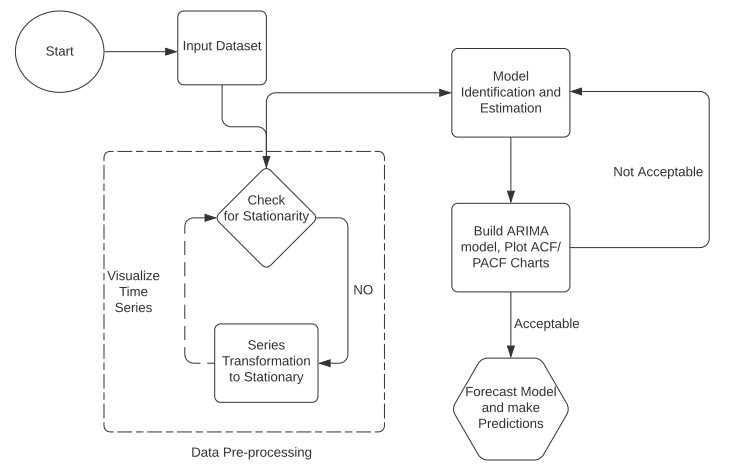 Start
Input Dataset
Check
for Stationarity
NO
Visualize
Time
Series
Series
Transformation
to Stationary
Data Pre-processing
Model
Identification and
Estimation
Not Acceptable
Build ARIMA
model, Plot ACF/
PACF Charts
Acceptable
Forecast Model
and make
Predictions